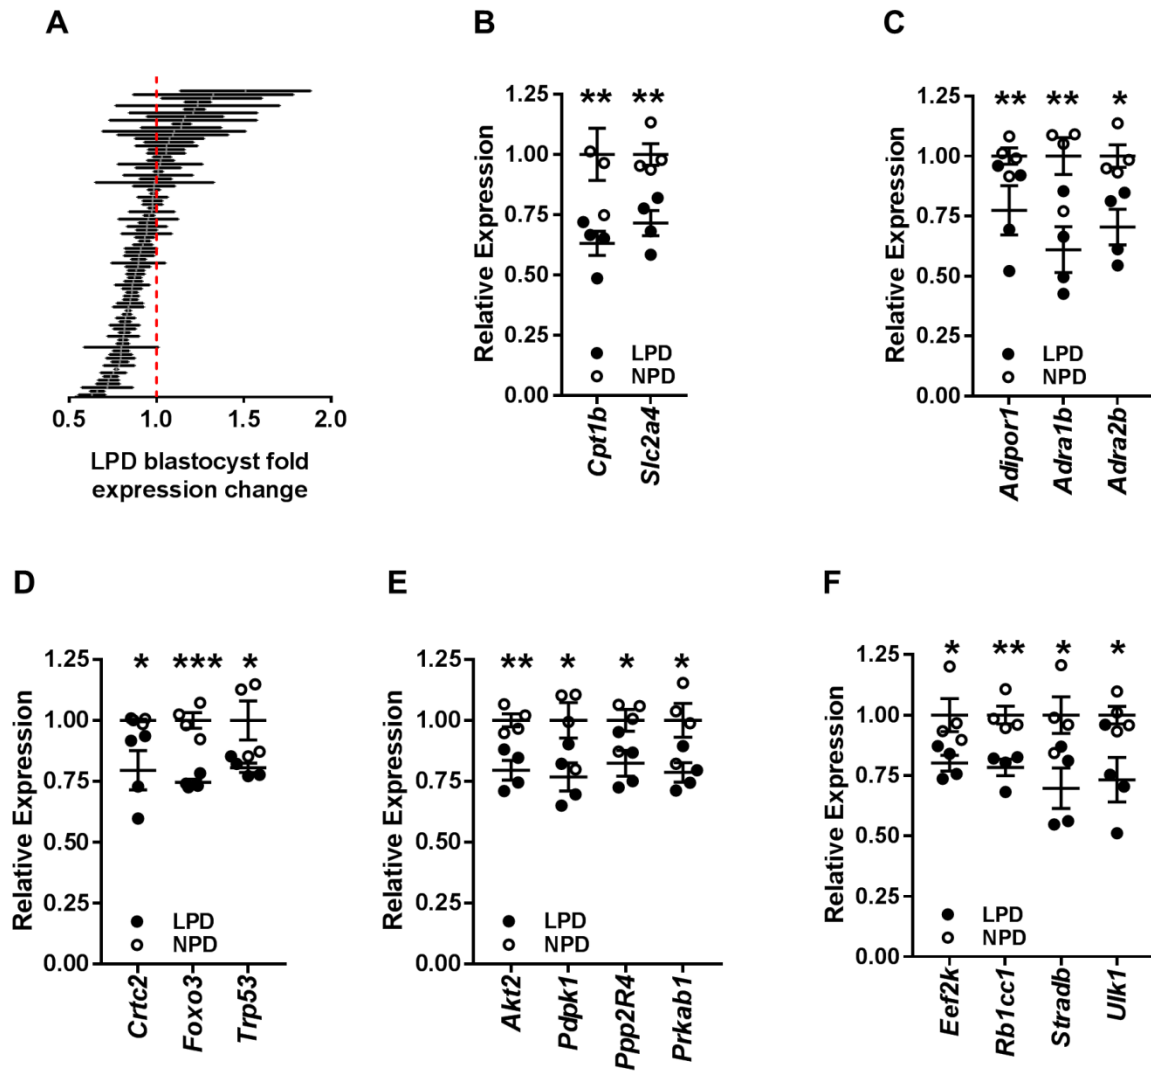 A
0.5 1.0 1.5 2.0
LPD blastocyst fold
expression change
B
Relative Expression
1.25
1.00
0.75
0.50
0.25
0.00
** **
LPD
NPD
Cpt1b
Slc2a4
C
Relative Expression
1.25
1.00
0.75
0.50
0.25
0.00
** ** *
LPD
NPD
Adipor1
Adra1b
Adra2b
D
Relative Expression
1.25
1.00
0.75
0.50
0.25
0.00
* *** *
LPD
NPD
Crtc2
Foxo3
Trp53
E
Relative Expression
1.25
1.00
0.75
0.50
0.25
0.00
** * * *
LPD
NPD
Akt2
Pdpk1
Ppp2R4
Prkab1
F
Relative Expression
1.25
1.00
0.75
0.50
0.25
0.00
* ** * *
LPD
NPD
Eef2k
Rb1cc1
Stradb
Ulk1